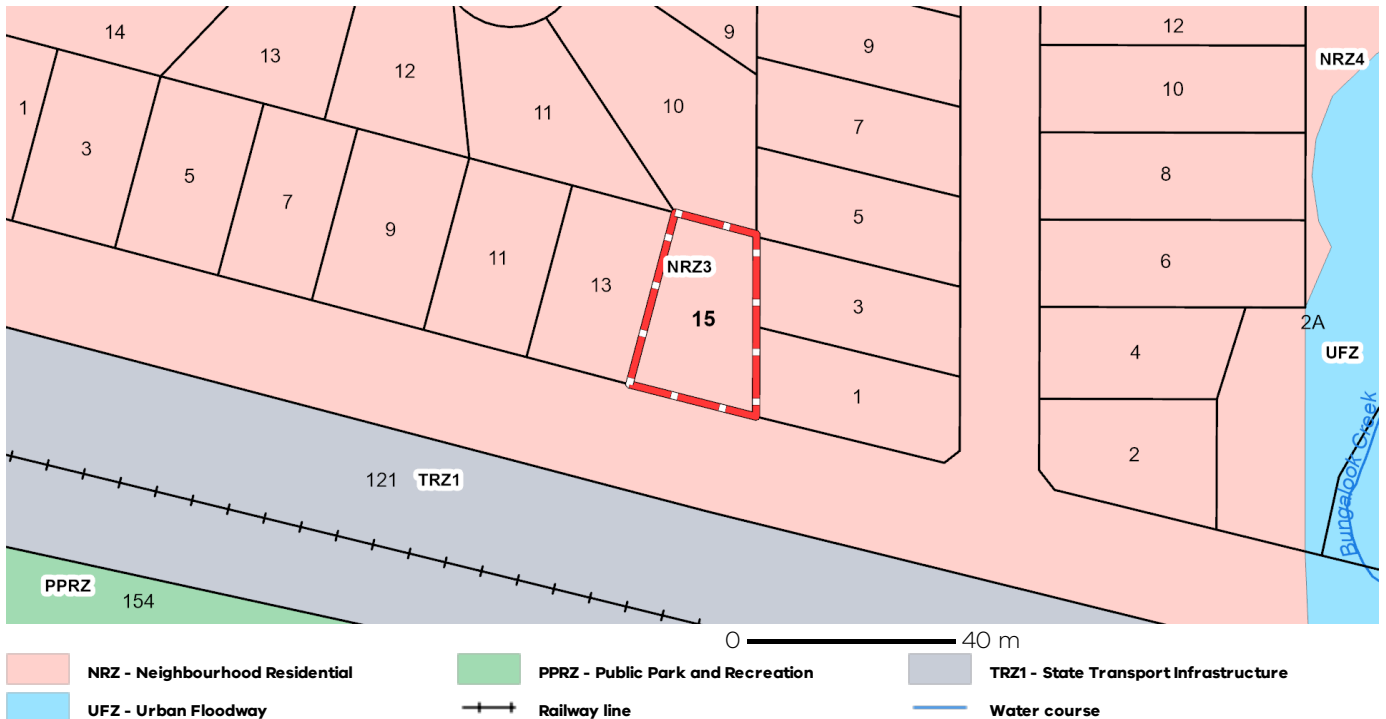 14
13
12
9
9
12
NRZ4
1
3
11
10
7
10
5
7
5
8
9
11
13
NRZ3
15
3
6
2A
UFZ
4
1
2
121
TRZ1
Bungalook Creek
PPRZ
154
0 40 m
NRZ - Neighbourhood Residential
PPRZ - Public Park and Recreation
TRZ1 - State Transport Infrastructure
UFZ - Urban Floodway
Railway line
Water course